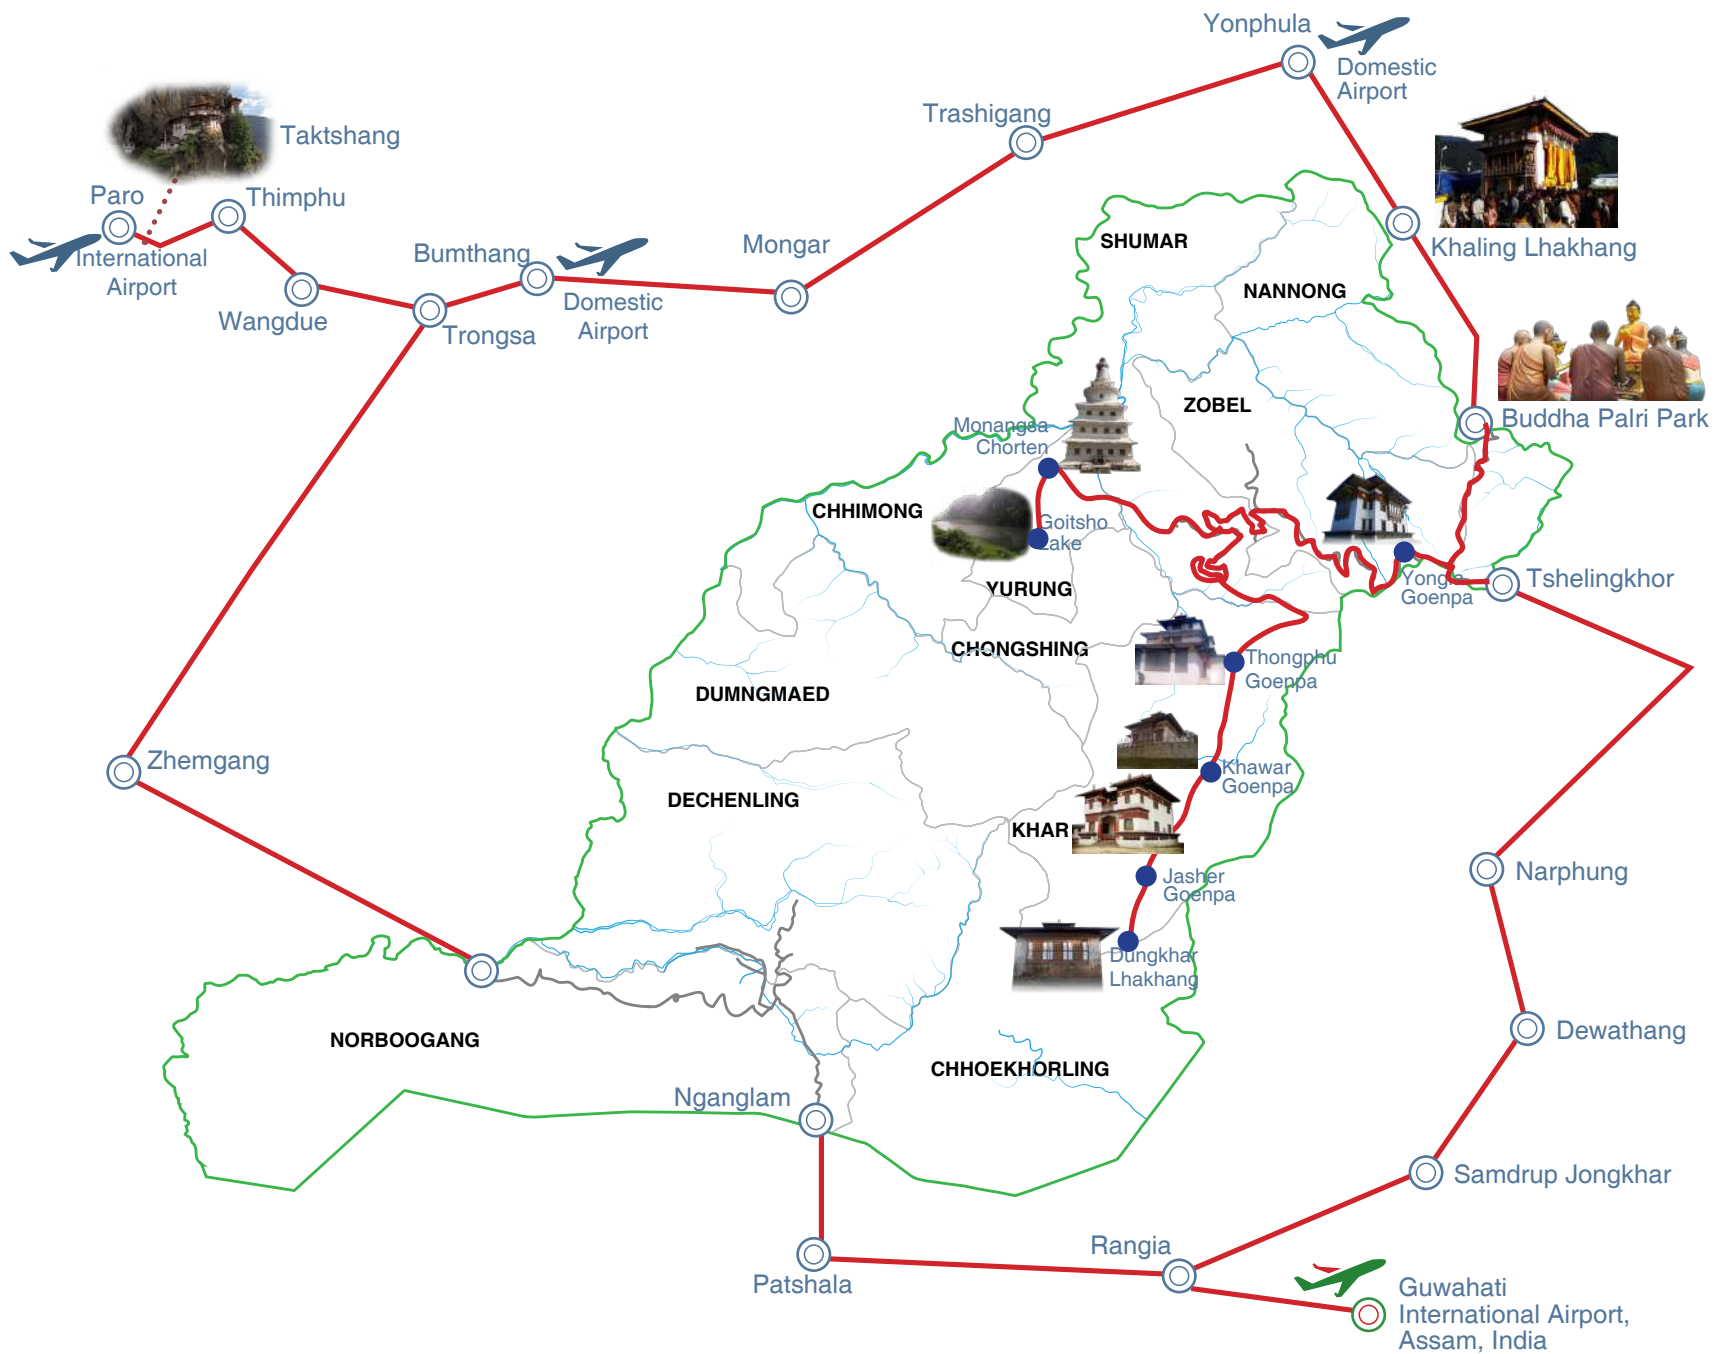 Yonphula
Domestic
Airport
Trashigang
Taktshang
Paro
Thimphu
International
Airport
Bumthang
Domestic
Airport
Mongar
Wangdue
Trongsa
Khaling Lhakhang
SHUMAR
NANNONG
ZOBEL
Buddha Palri Park
Monangsa
Chorten
CHHIMONG
Goitsho
Lake
YURUNG
Yongla
Goenpa
Tshelingkhor
CHONGSHING
Thongphu
Goenpa
DUMNGMAED
Zhemgang
Khawar
Goenpa
DECHENLING
KHAR
Jasher
Goenpa
Narphung
Dungkhar
Lhakhang
NORBOOGANG
Dewathang
CHHOEKHORLING
Nganglam
Samdrup Jongkhar
Patshala
Rangia
Guwahati
International Airport,
Assam, India